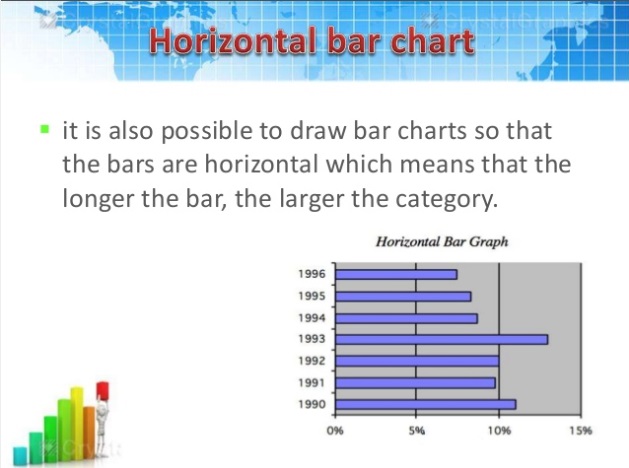 Horizontal bar chart
it is also possible to draw bar charts so that
the bars are horizontal which means that the
longer the bar, the larger the category.
Horizontal Bar Graph
1996
1995
1994
1993
1992
1991
1990
0% 5% 10% 15%